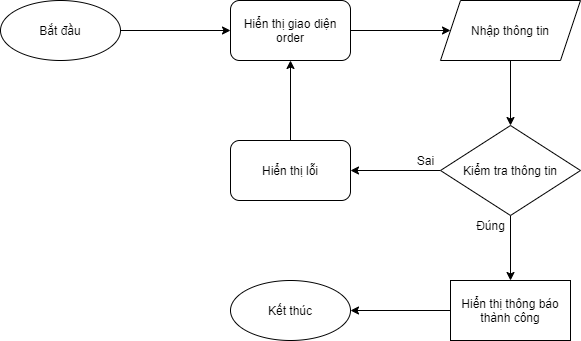 Bắt đầu
Hiển thị giao diện
order
Nhập thông tin
Hiển thị lỗi
Sai
Kiểm tra thông tin
Đúng
Kết thúc
Hiển thị thông báo
thành công